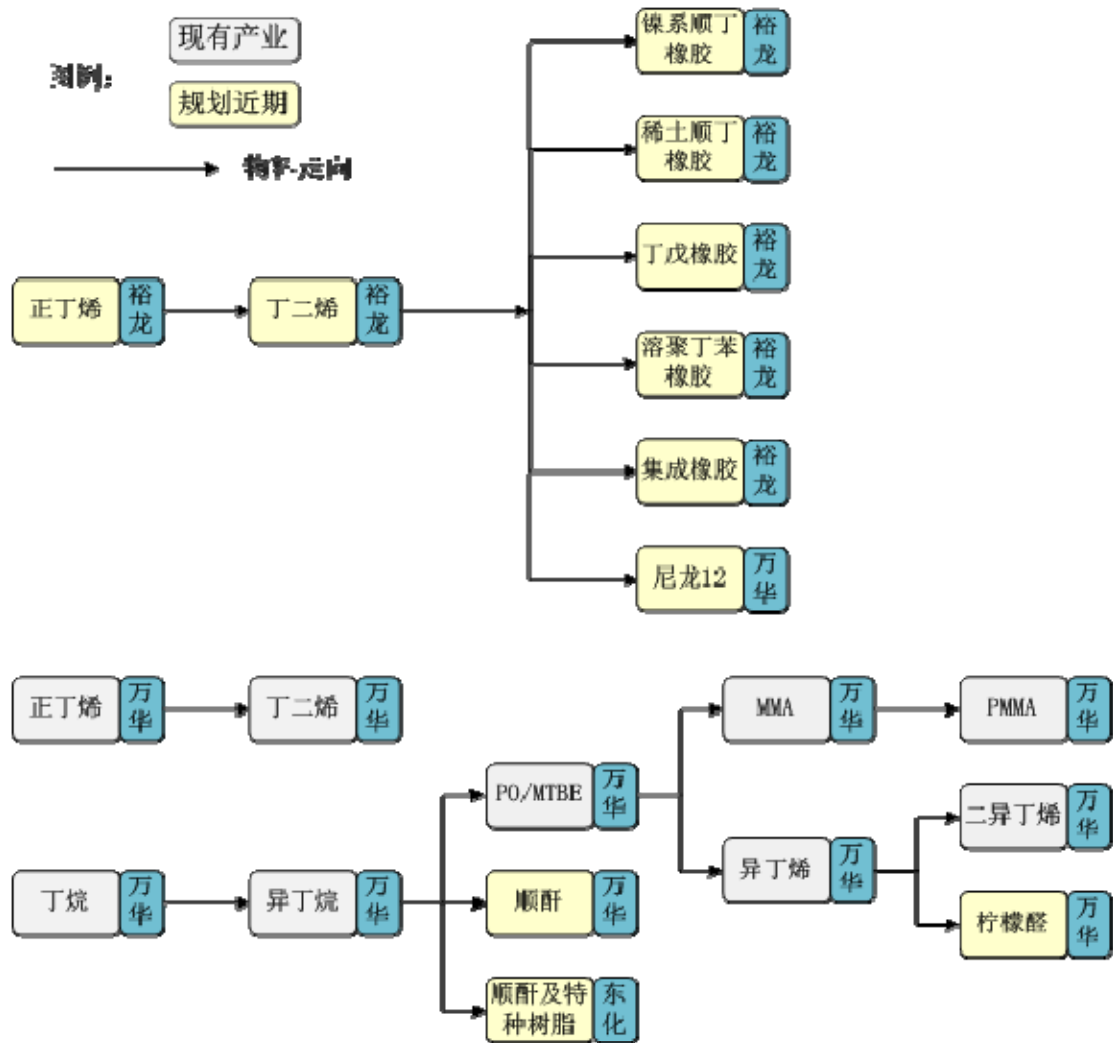 现有产业
图例:
规划近期
物料走向
镍系顺丁
橡胶
裕
龙
稀土顺丁
橡胶
裕
龙
丁戊橡胶
裕
龙
正丁烯
裕
龙
丁二烯
裕
龙
溶聚丁苯
橡胶
裕
龙
集成橡胶
裕
龙
尼龙12
万
华
正丁烯
万
华
丁二烯
万
华
MMA
万
华
PMMA
万
华
PO/MTBE
万
华
二异丁烯
万
华
丁烷
万
华
异丁烷
万
华
顺酐
万
华
异丁烯
万
华
柠檬醛
万
华
顺酐及特
种树脂
东
化